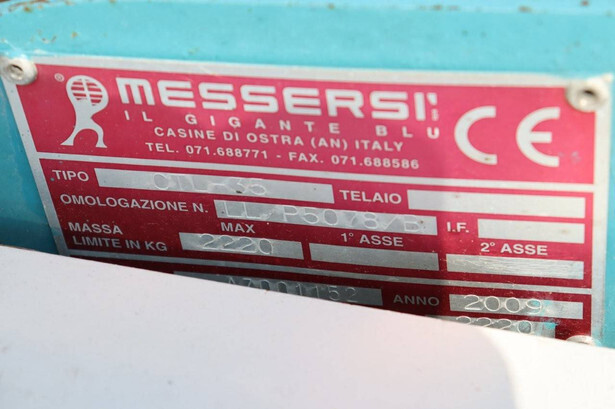 ® MESSERSI'
IL GIGANTE BLU
CASINE DI OSTRA (AN) ITALY
TEL. 071.688771 - FAX. 071.688586
CE
TIPO TELAIO
OMOLOGAZIONE N. I.F.
MASSA LIMITE IN KG MAX 2220 1° ASSE 2° ASSE
ANNO 2009
2220